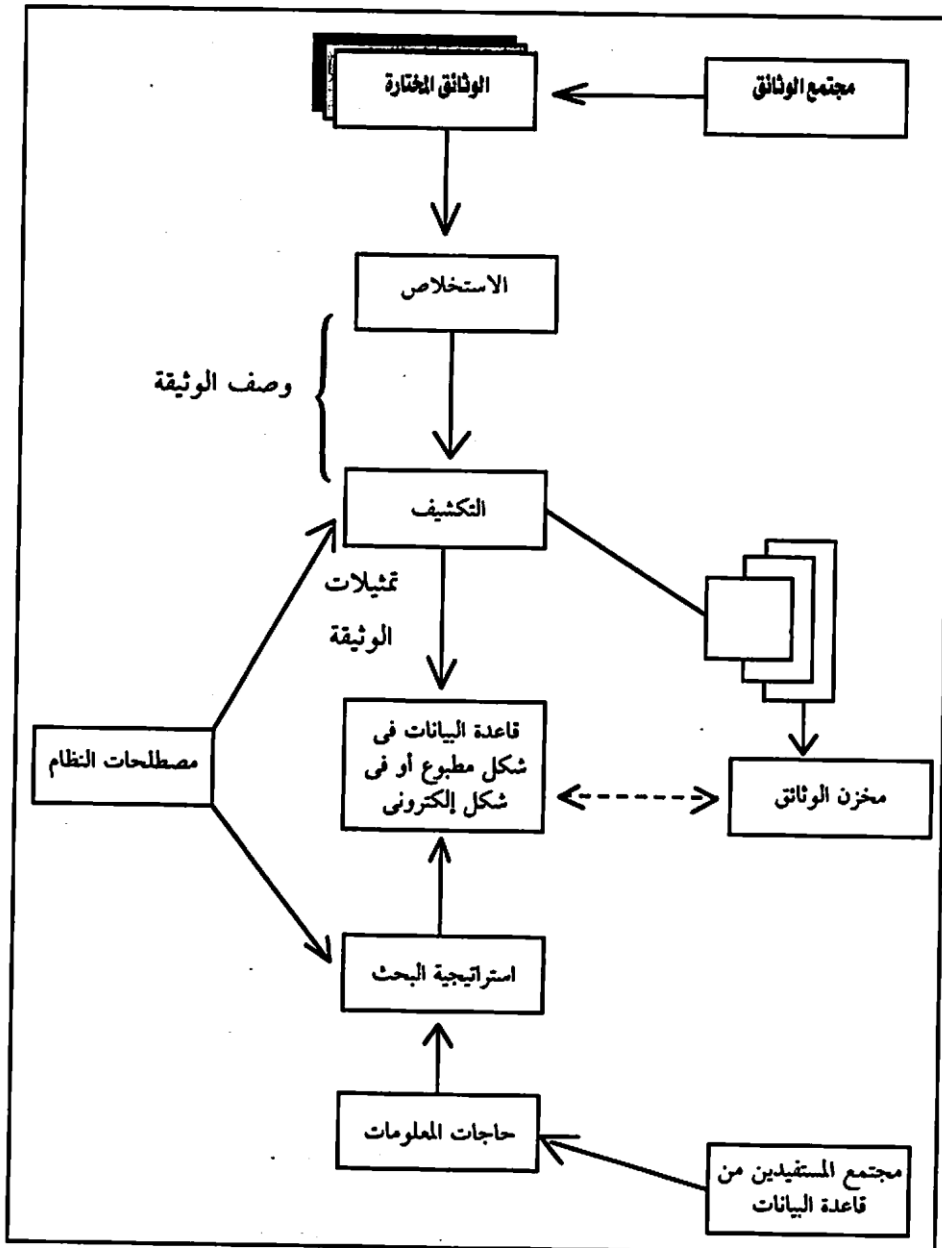 مجتمع الوثائق
الوثائق المختارة
الاستخلاص
وصف الوثيقة
التكشيف
تمثيلات
الوثيقة
قاعدة البيانات فى
شكل مطبوع أو فى
شكل إلكترونى
مصطلحات النظام
مخزن الوثائق
استراتيجية البحث
حاجات المعلومات
مجتمع المستفيدين من
قاعدة البيانات